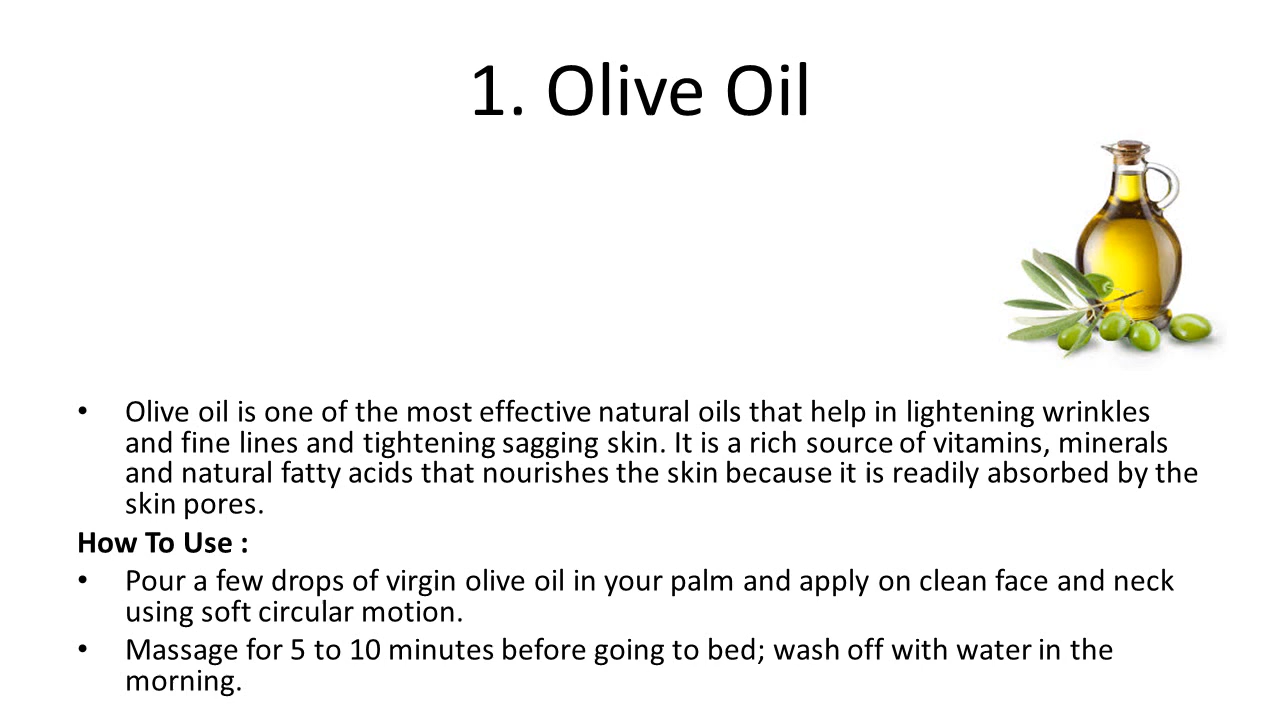 1. Olive Oil
• Olive oil is one of the most effective natural oils that help in lightening wrinkles
and fine lines and tightening sagging skin. It is a rich source of vitamins, minerals
and natural fatty acids that nourishes the skin because it is readily absorbed by the
skin pores.
How To Use :
• Pour a few drops of virgin olive oil in your palm and apply on clean face and neck
using soft circular motion.
• Massage for 5 to 10 minutes before going to bed; wash off with water in the
morning.